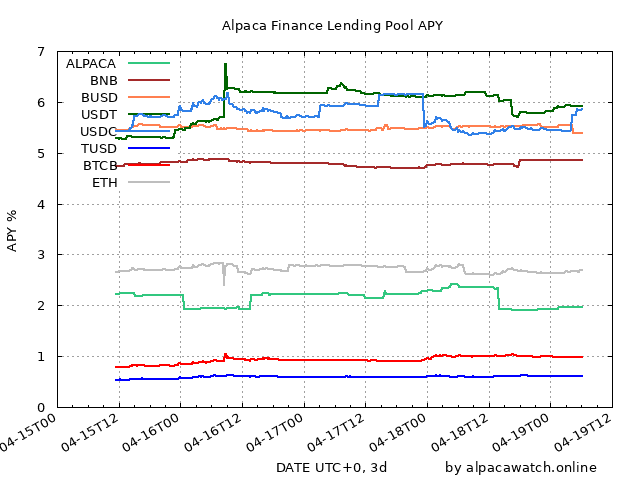 Alpaca Finance Lending Pool APY
7
6
5
4
3
2
1
0
APY %
ALPACA
BNB
BUSD
USDT
USDC
TUSD
BTCB
ETH
04-15T00
04-15T12
04-16T00
04-16T12
04-17T00
04-17T12
04-18T00
04-18T12
04-19T00
04-19T12
DATE UTC+0, 3d
by alpacawatch.online